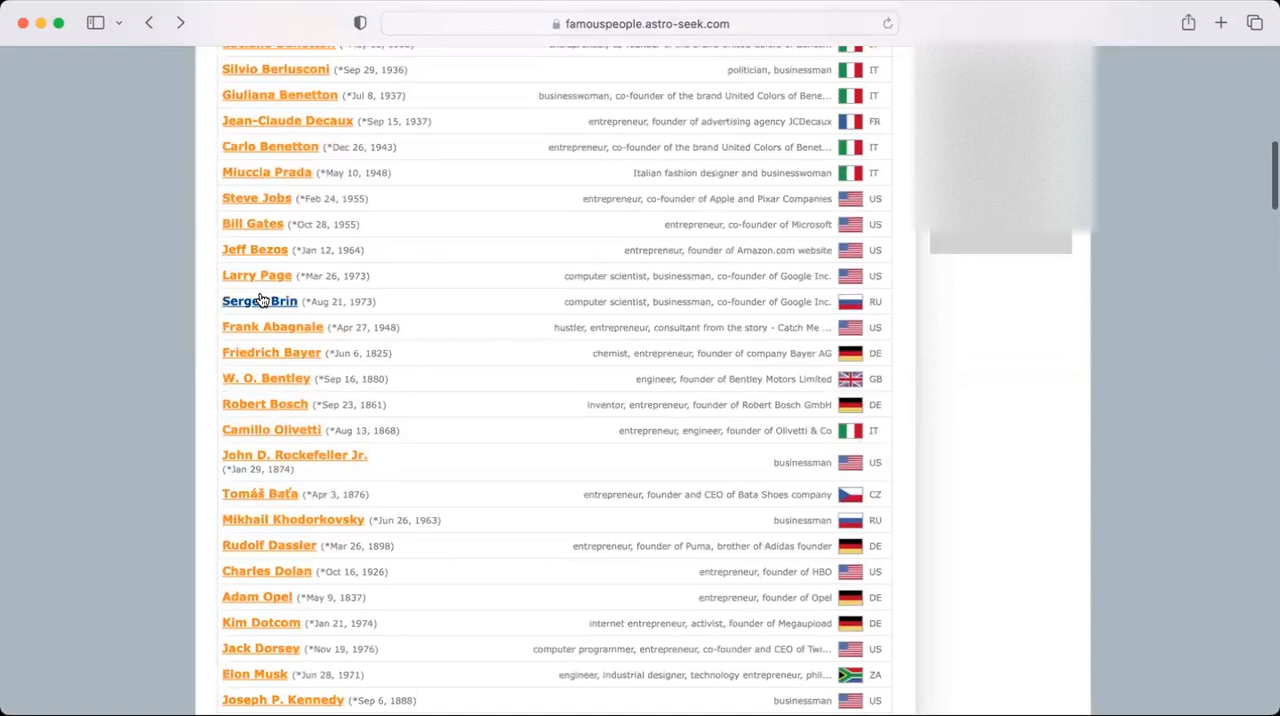 famouspeople.astro-seek.com
Silvio Berlusconi (*Sep 29, 1936) politician, businessman IT
Giuliana Benetton (*Jul 8, 1937) businesswoman, co-founder of the brand United Colors of Bene... IT
Jean-Claude Decaux (*Sep 15, 1937) entrepreneur, founder of advertising agency JCDecaux FR
Carlo Benetton (*Dec 26, 1943) entrepreneur, co-founder of the brand United Colors of Benet... IT
Miuccia Prada (*May 10, 1948) Italian fashion designer and businesswoman IT
Steve Jobs (*Feb 24, 1955) entrepreneur, co-founder of Apple and Pixar Companies US
Bill Gates (*Oct 28, 1955) entrepreneur, co-founder of Microsoft US
Jeff Bezos (*Jan 12, 1964) entrepreneur, founder of Amazon.com website US
Larry Page (*Mar 26, 1973) computer scientist, businessman, co-founder of Google Inc. US
Sergey Brin (*Aug 21, 1973) computer scientist, businessman, co-founder of Google Inc. RU
Frank Abagnale (*Apr 27, 1948) hustler, entrepreneur, consultant from the story - Catch Me ... US
Friedrich Bayer (*Jun 6, 1825) chemist, entrepreneur, founder of company Bayer AG DE
W. O. Bentley (*Sep 16, 1880) engineer, founder of Bentley Motors Limited GB
Robert Bosch (*Sep 23, 1861) inventor, entrepreneur, founder of Robert Bosch GmbH DE
Camillo Olivetti (*Aug 13, 1868) entrepreneur, engineer, founder of Olivetti & Co IT
John D. Rockefeller Jr.
(*Jan 29, 1874) businessman US
Tomáš Baťa (*Apr 3, 1876) entrepreneur, founder and CEO of Bata Shoes company CZ
Mikhail Khodorkovsky (*Jun 26, 1963) businessman RU
Rudolf Dassler (*Mar 26, 1898) entrepreneur, founder of Puma, brother of Adidas founder DE
Charles Dolan (*Oct 16, 1926) entrepreneur, founder of HBO US
Adam Opel (*May 9, 1837) entrepreneur, founder of Opel DE
Kim Dotcom (*Jan 21, 1974) internet entrepreneur, activist, founder of Megaupload DE
Jack Dorsey (*Nov 19, 1976) computer programmer, entrepreneur, co-founder and CEO of Twi... US
Elon Musk (*Jun 28, 1971) engineer, industrial designer, technology entrepreneur, phil... ZA
Joseph P. Kennedy (*Sep 6, 1888) businessman US